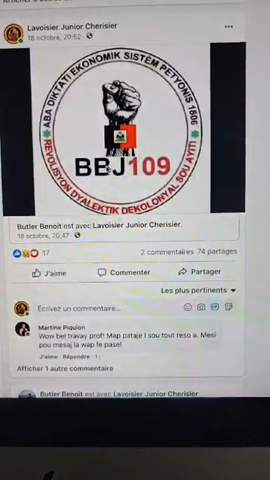 Lavoisier Junior Cherisier
18 octobre, 20:52
ABA DIKTATI EKONOMIK SISTEM PETYONIS 1806
BBJ109
REVOLISYON DYALEKTIK DEKOLONYAL SOU AYITI
Butler Benoit est avec Lavoisier Junior Cherisier.
18 octobre, 20:47
17
2 commentaires 74 partages
J'aime Commenter Partager
Les plus pertinents
Écrivez un commentaire...
Martine Piquion
Wow bel travay prof! Map pataje l sou tout reso a. Mesi
pou mesaj la wap fe pase!
J'aime · Répondre · 1 j
Afficher 1 autre commentaire
Butler Benoit est avec Lavoisier Junior Cherisier